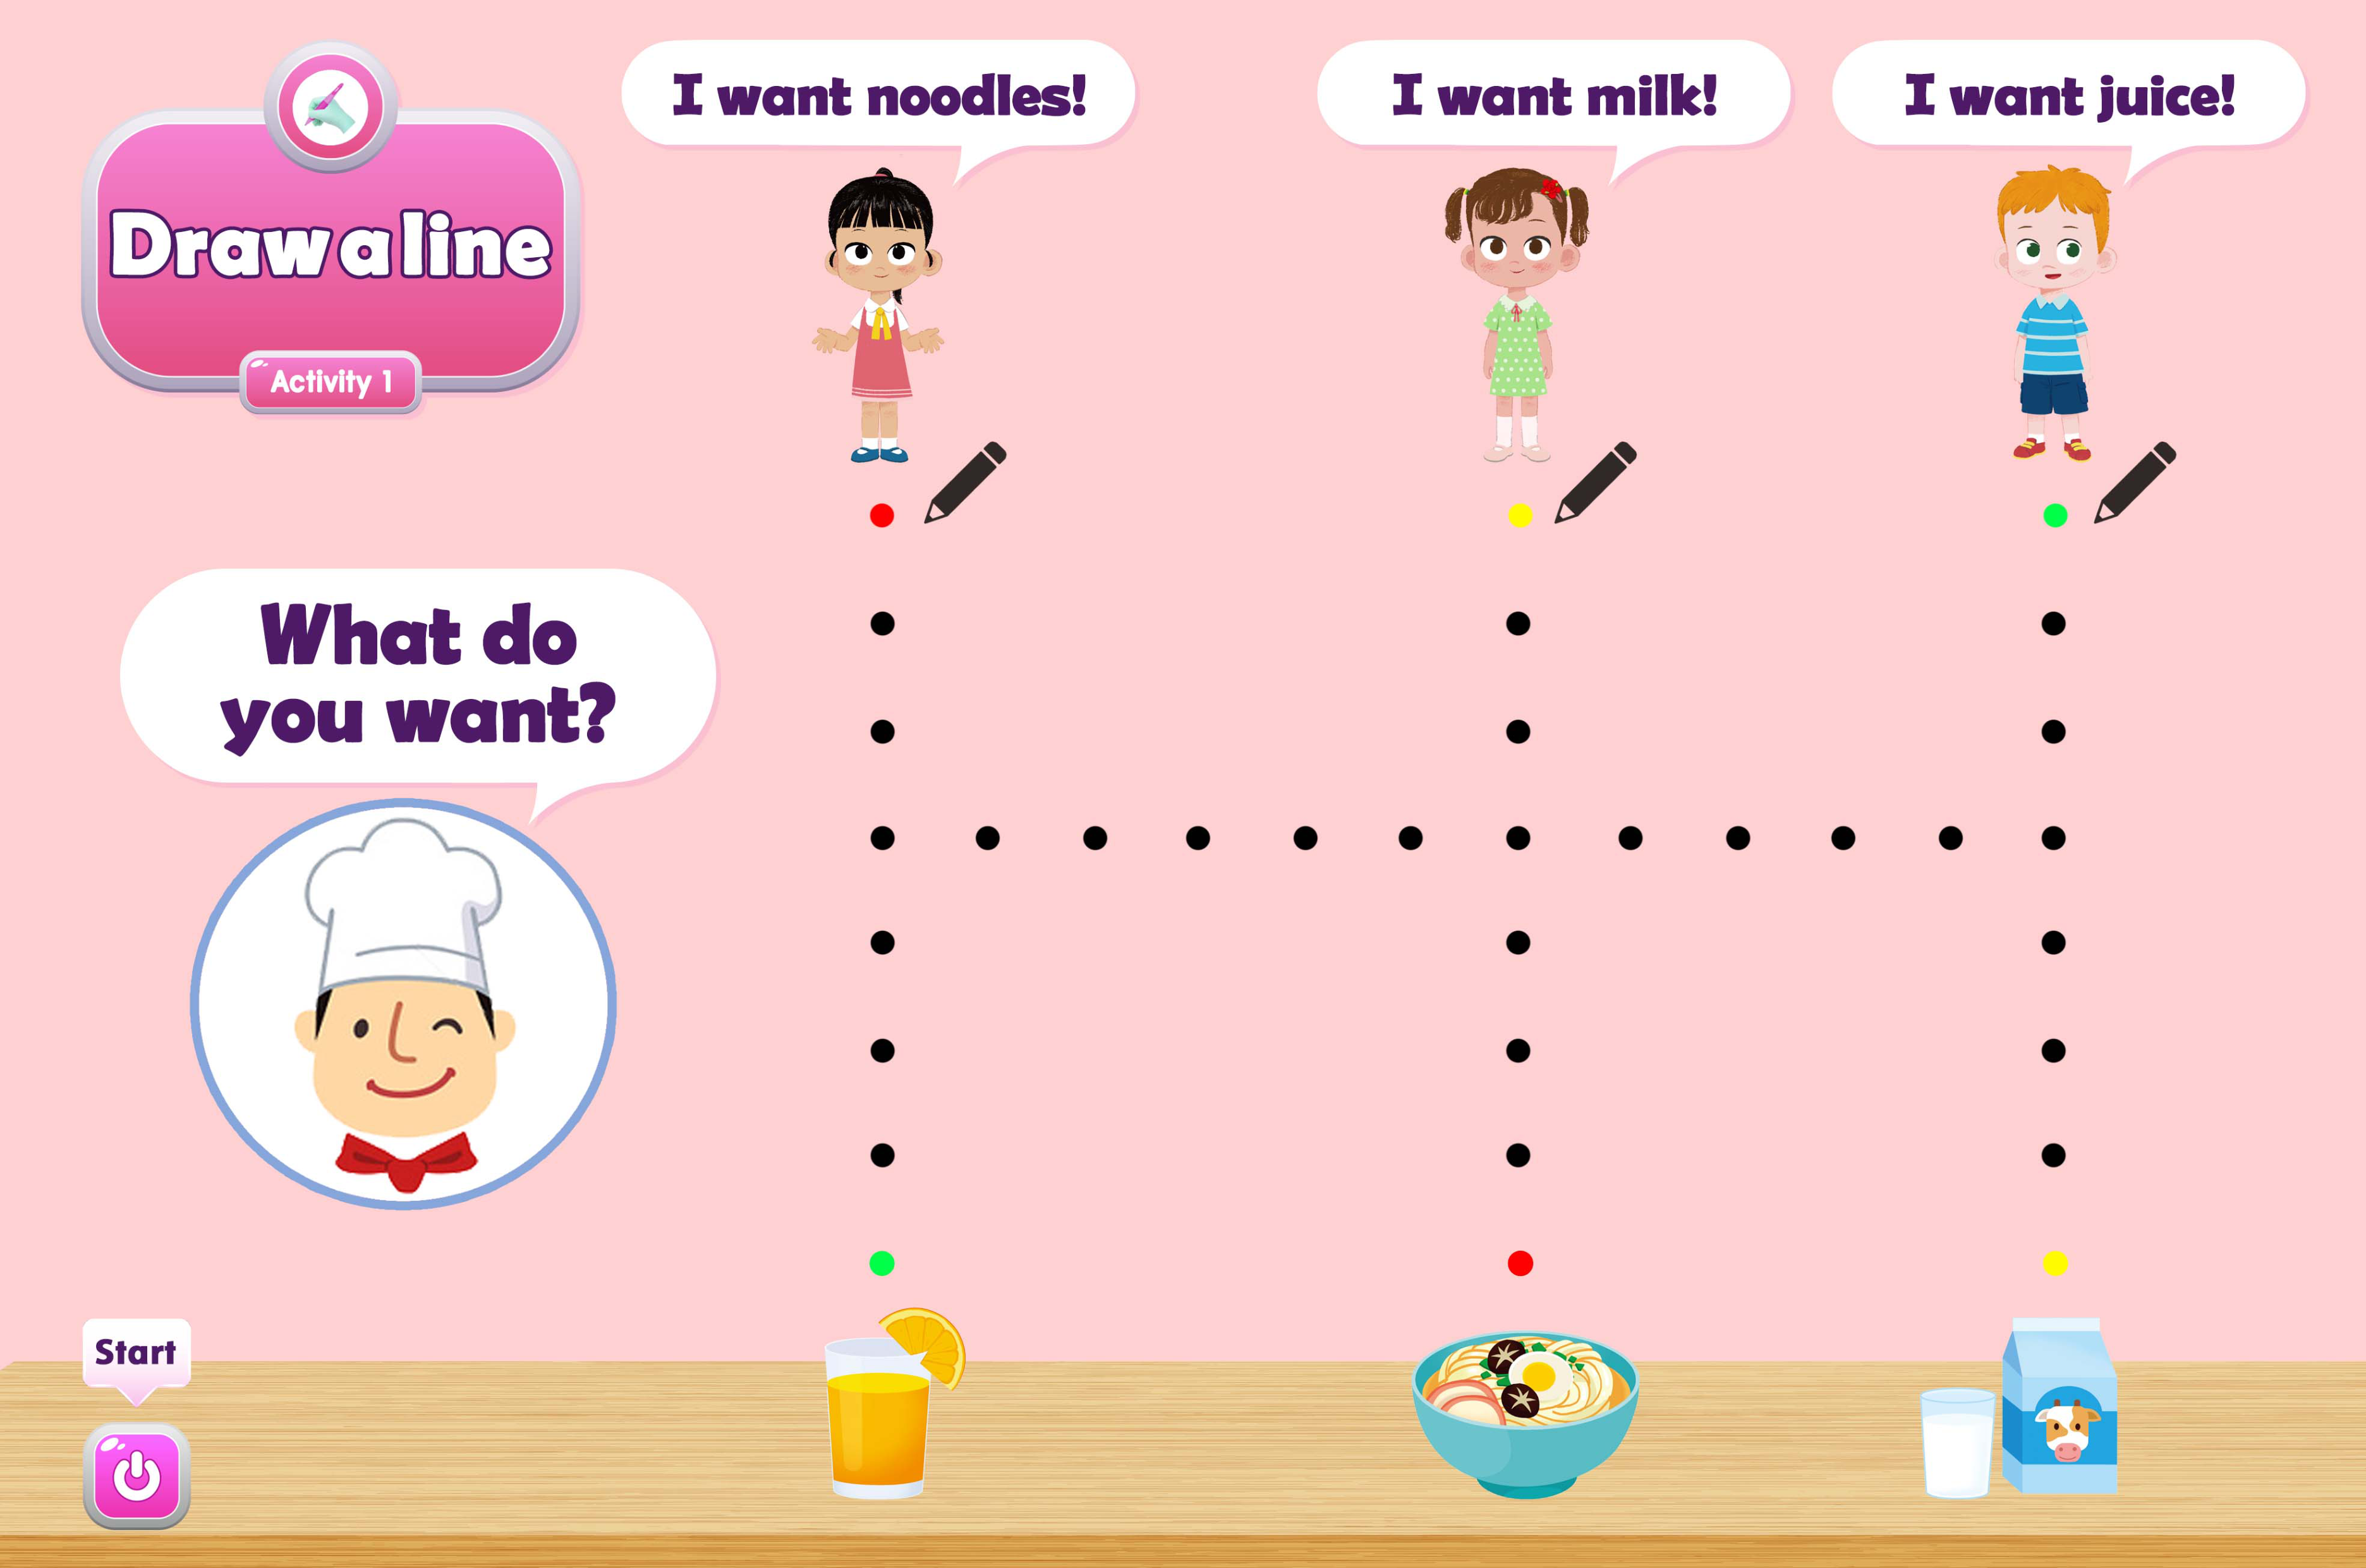 I want noodles!
I want milk!
I want juice!
Draw a line
Activity 1
What do
you want?
Start